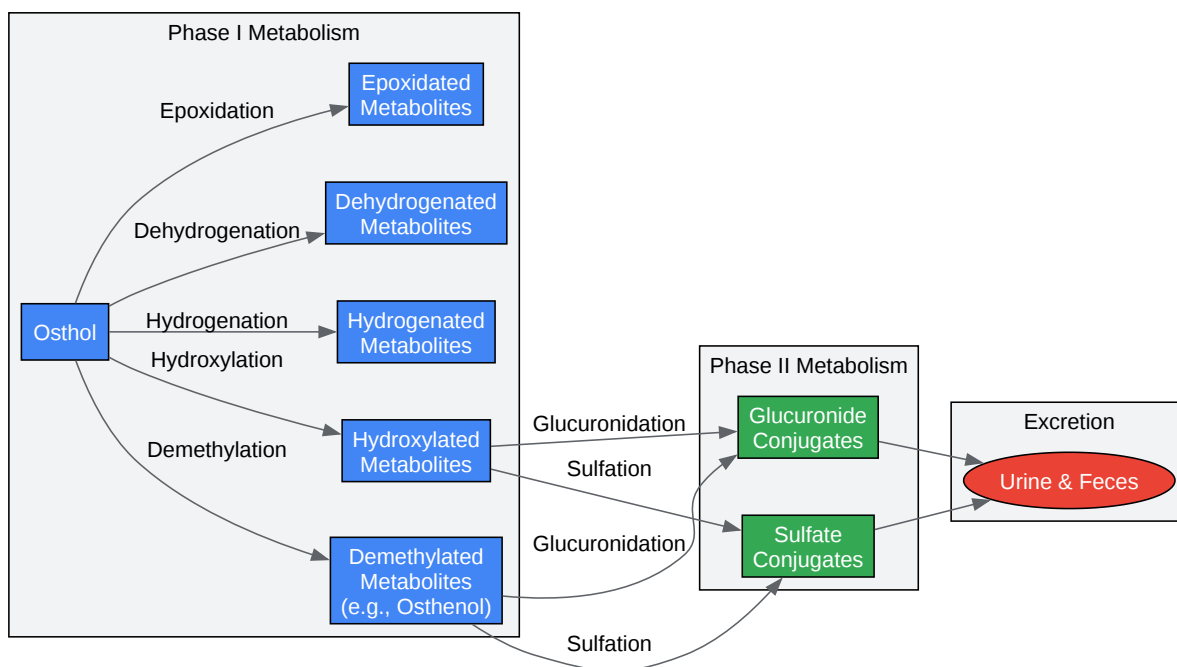 Phase I Metabolism
Epoxidated
Metabolites
Epoxidation
Dehydrogenated
Metabolites
Dehydrogenation
Osthol
Hydrogenation
Hydrogenated
Metabolites
Hydroxylation
Hydroxylated
Metabolites
Demethylation
Demethylated
Metabolites
(e.g., Osthenol)
Glucuronidation
Sulfation
Glucuronidation
Sulfation
Phase II Metabolism
Glucuronide
Conjugates
Sulfate
Conjugates
Excretion
Urine & Feces